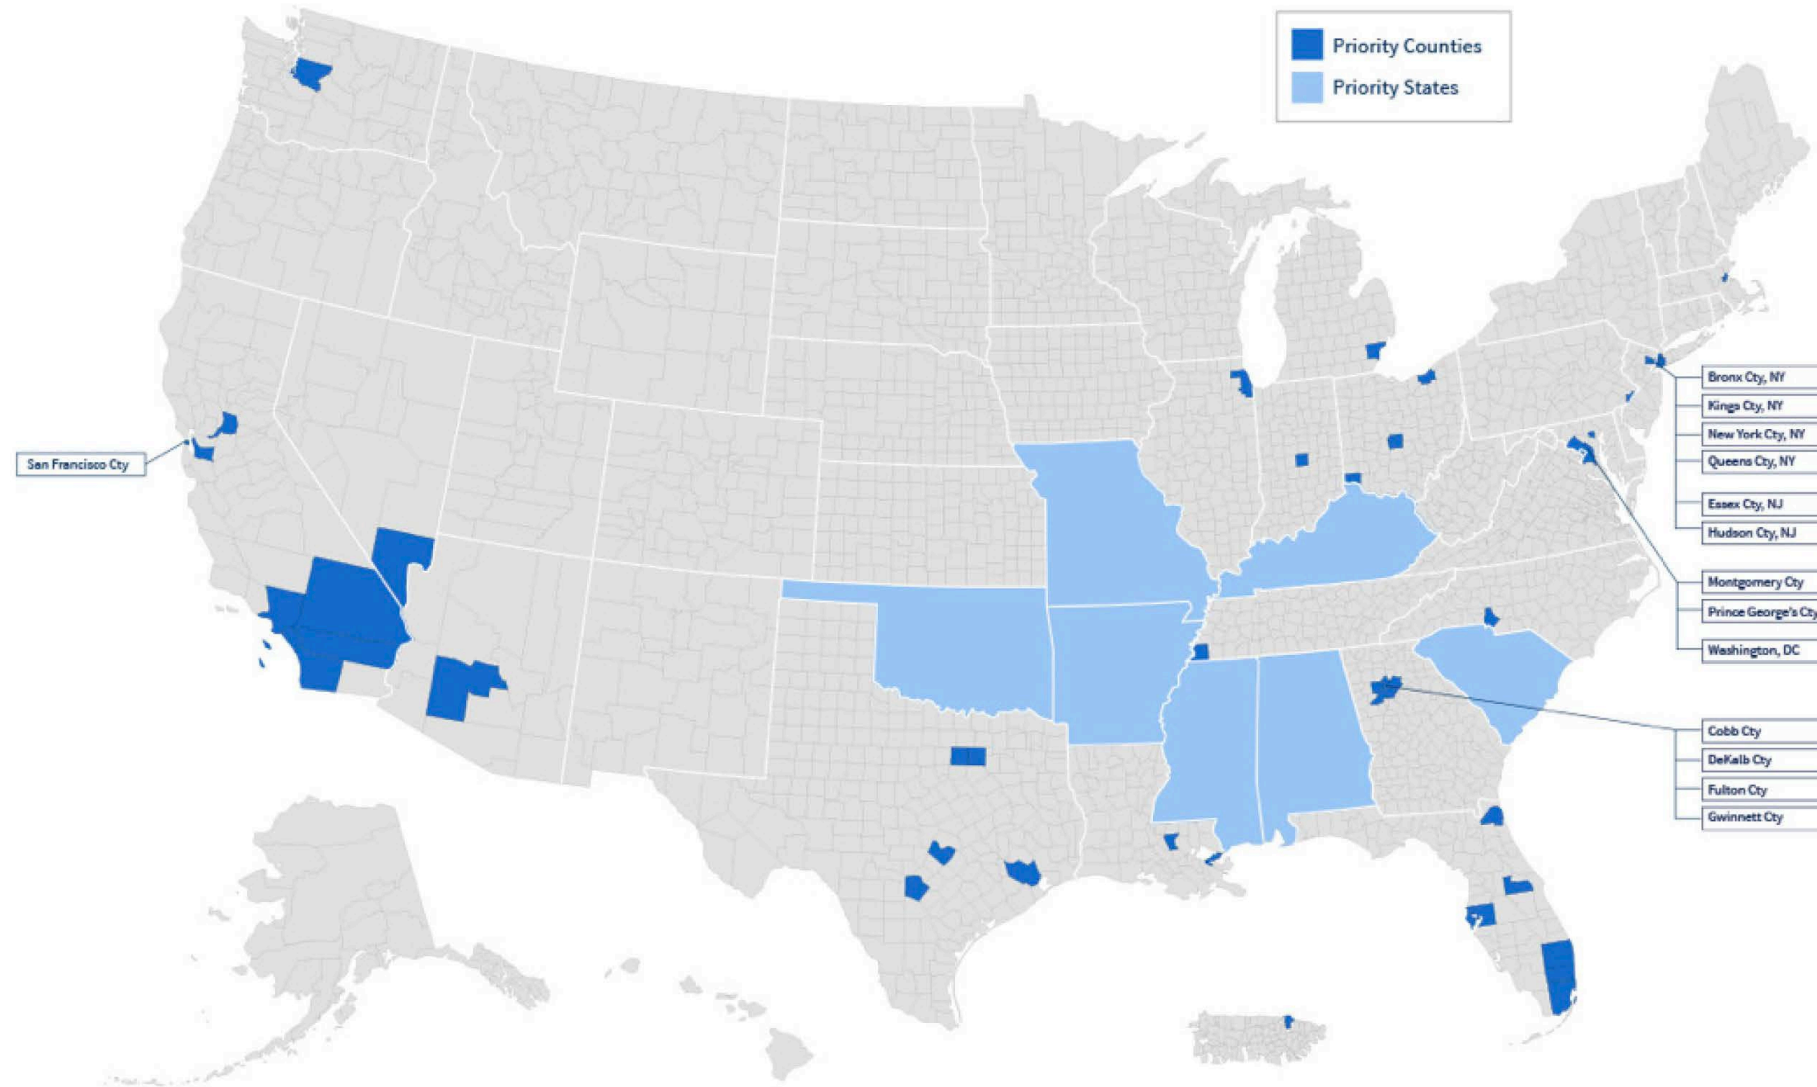 Priority Counties
Priority States
San Francisco Cty
Bronx Cty, NY
Kings Cty, NY
New York Cty, NY
Queens Cty, NY
Essex Cty, NJ
Hudson Cty, NJ
Montgomery Cty
Prince George's Cty
Washington, DC
Cobb Cty
DeKalb Cty
Fulton Cty
Gwinnett Cty